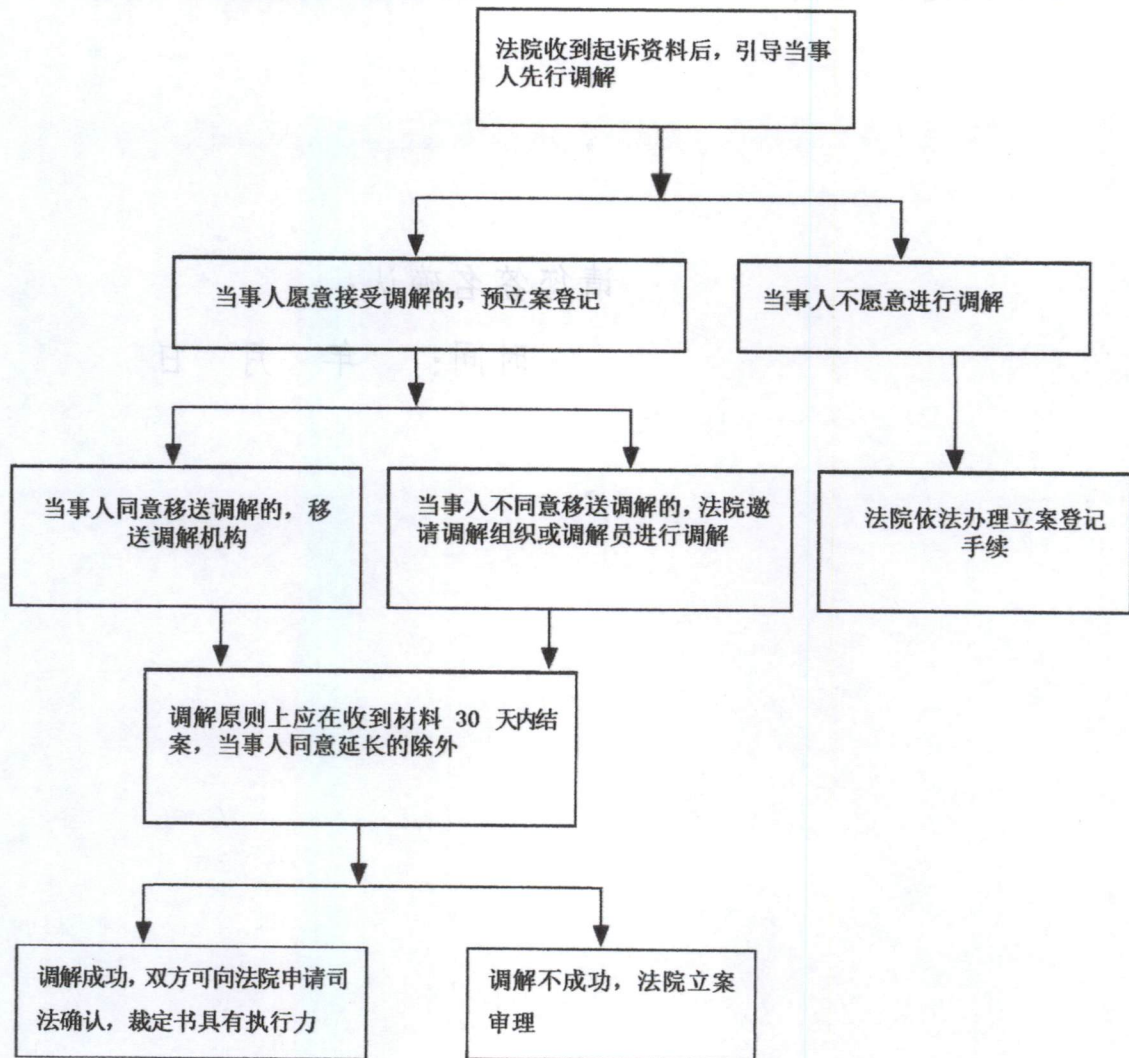 法院收到起诉资料后，引导当事
人先行调解
当事人愿意接受调解的，预立案登记
当事人不愿意进行调解
当事人同意移送调解的，移
送调解机构
当事人不同意移送调解的，法院邀
请调解组织或调解员进行调解
法院依法办理立案登记
手续
调解原则上应在收到材料 30 天内结
案，当事人同意延长的除外
调解成功，双方可向法院申请司
法确认，裁定书具有执行力
调解不成功，法院立案
审理